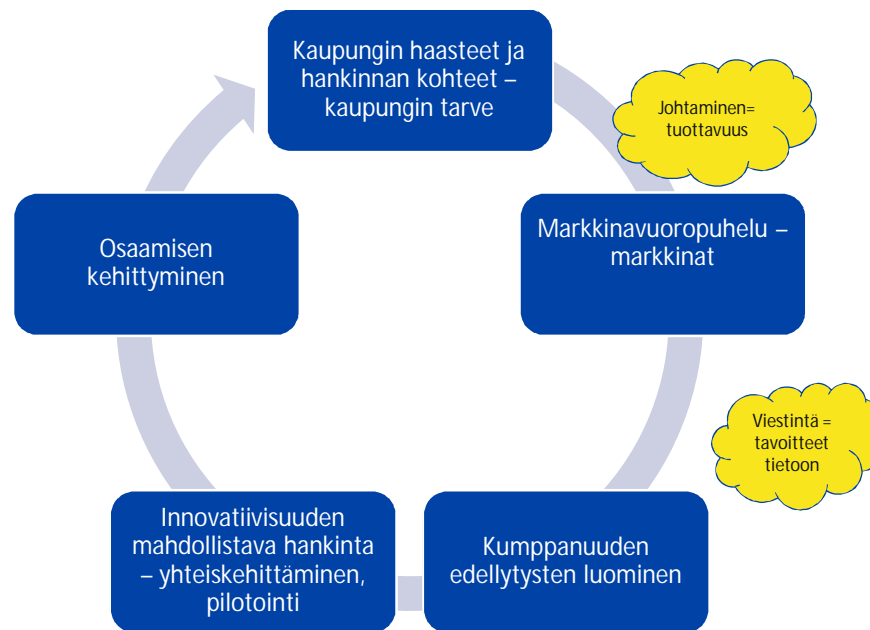 Kaupungin haasteet ja
hankinnan kohteet –
kaupungin tarve
Johtaminen=
tuottavuus
Markkinavuoropuhelu –
markkinat
Viestintä =
tavoitteet
tietoon
Kumppanuuden
edellytysten luominen
Innovatiivisuuden
mahdollistava hankinta
– yhteiskehittäminen,
pilotointi
Osaamisen
kehittyminen